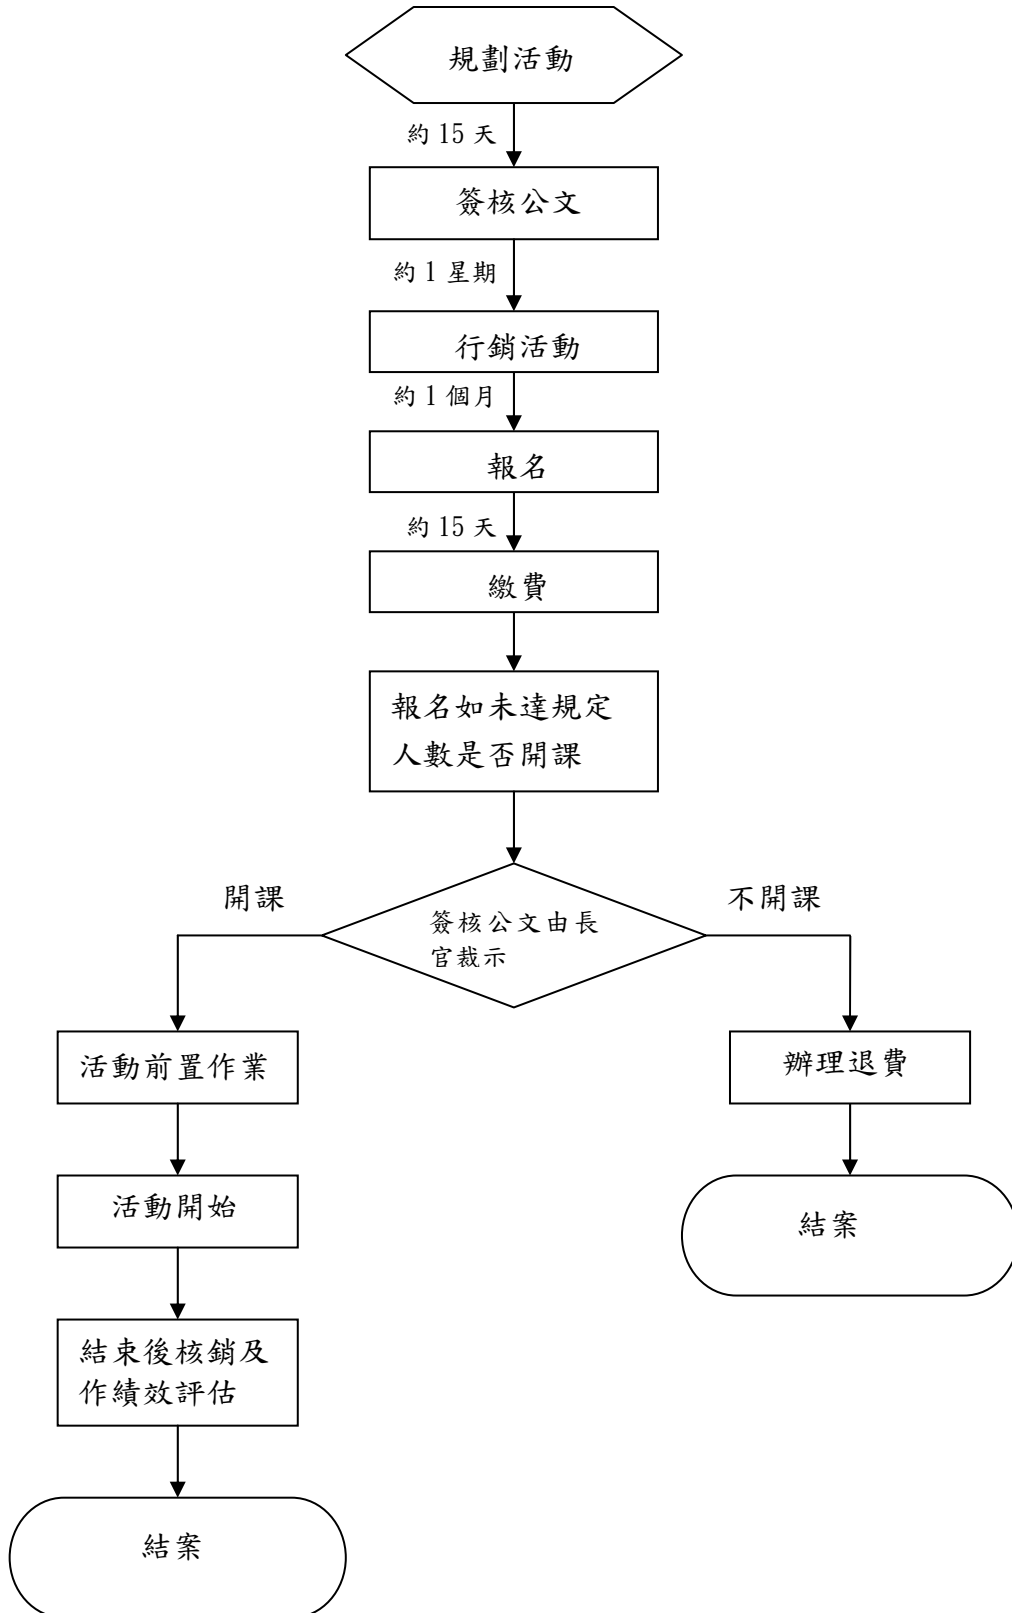 規劃活動
約 15 天
簽核公文
約 1 星期
行銷活動
約 1 個月
報名
約 15 天
繳費
報名如未達規定
人數是否開課
開課
不開課
簽核公文由長
官裁示
活動前置作業
辦理退費
活動開始
結案
結束後核銷及
作績效評估
結案